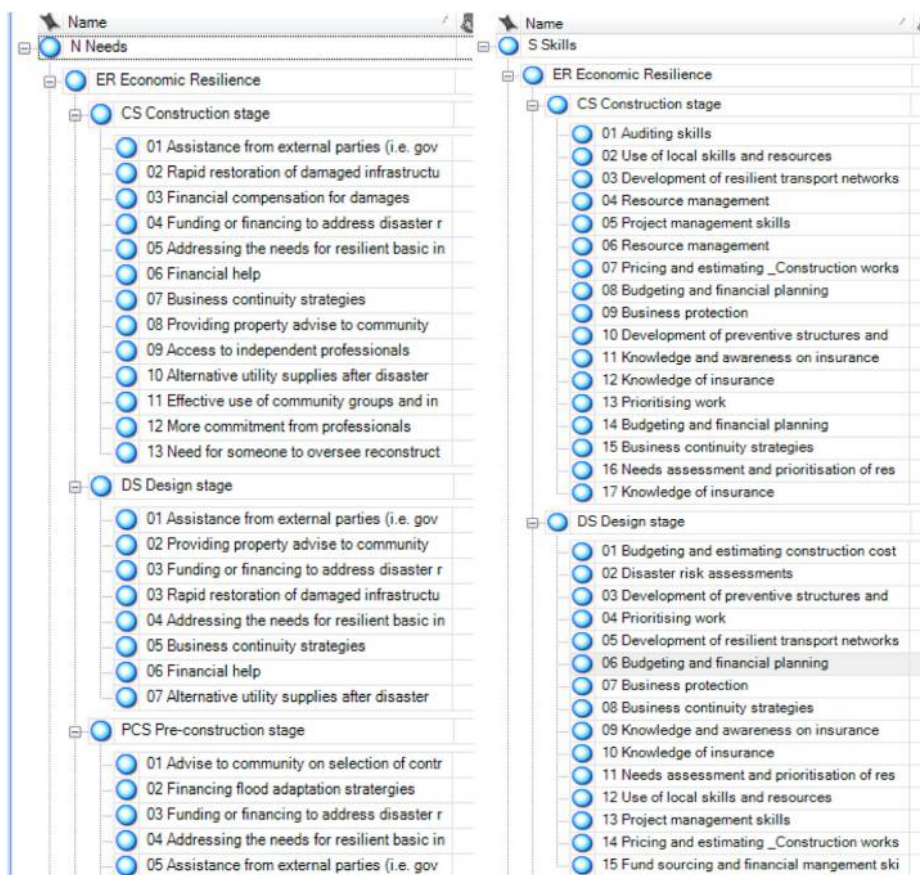 Name
N Needs
ER Economic Resilience
CS Construction stage
01 Assistance from external parties (i.e. gov
02 Rapid restoration of damaged infrastructu
03 Financial compensation for damages
04 Funding or financing to address disaster r
05 Addressing the needs for resilient basic in
06 Financial help
07 Business continuity strategies
08 Providing property advise to community
09 Access to independent professionals
10 Alternative utility supplies after disaster
11 Effective use of community groups and in
12 More commitment from professionals
13 Need for someone to oversee reconstruct
DS Design stage
01 Assistance from external parties (i.e. gov
02 Providing property advise to community
03 Funding or financing to address disaster r
03 Rapid restoration of damaged infrastructu
04 Addressing the needs for resilient basic in
05 Business continuity strategies
06 Financial help
07 Alternative utility supplies after disaster
PCS Pre-construction stage
01 Advise to community on selection of contr
02 Financing flood adaptation stratergies
03 Funding or financing to address disaster r
04 Addressing the needs for resilient basic in
05 Assistance from external parties (i.e. gov
Name
S Skills
ER Economic Resilience
CS Construction stage
01 Auditing skills
02 Use of local skills and resources
03 Development of resilient transport networks
04 Resource management
05 Project management skills
06 Resource management
07 Pricing and estimating _Construction works
08 Budgeting and financial planning
09 Business protection
10 Development of preventive structures and
11 Knowledge and awareness on insurance
12 Knowledge of insurance
13 Prioritising work
14 Budgeting and financial planning
15 Business continuity strategies
16 Needs assessment and prioritisation of res
17 Knowledge of insurance
DS Design stage
01 Budgeting and estimating construction cost
02 Disaster risk assessments
03 Development of preventive structures and
04 Prioritising work
05 Development of resilient transport networks
06 Budgeting and financial planning
07 Business protection
08 Business continuity strategies
09 Knowledge and awareness on insurance
10 Knowledge of insurance
11 Needs assessment and prioritisation of res
12 Use of local skills and resources
13 Project management skills
14 Pricing and estimating _Construction works
15 Fund sourcing and financial mangement ski